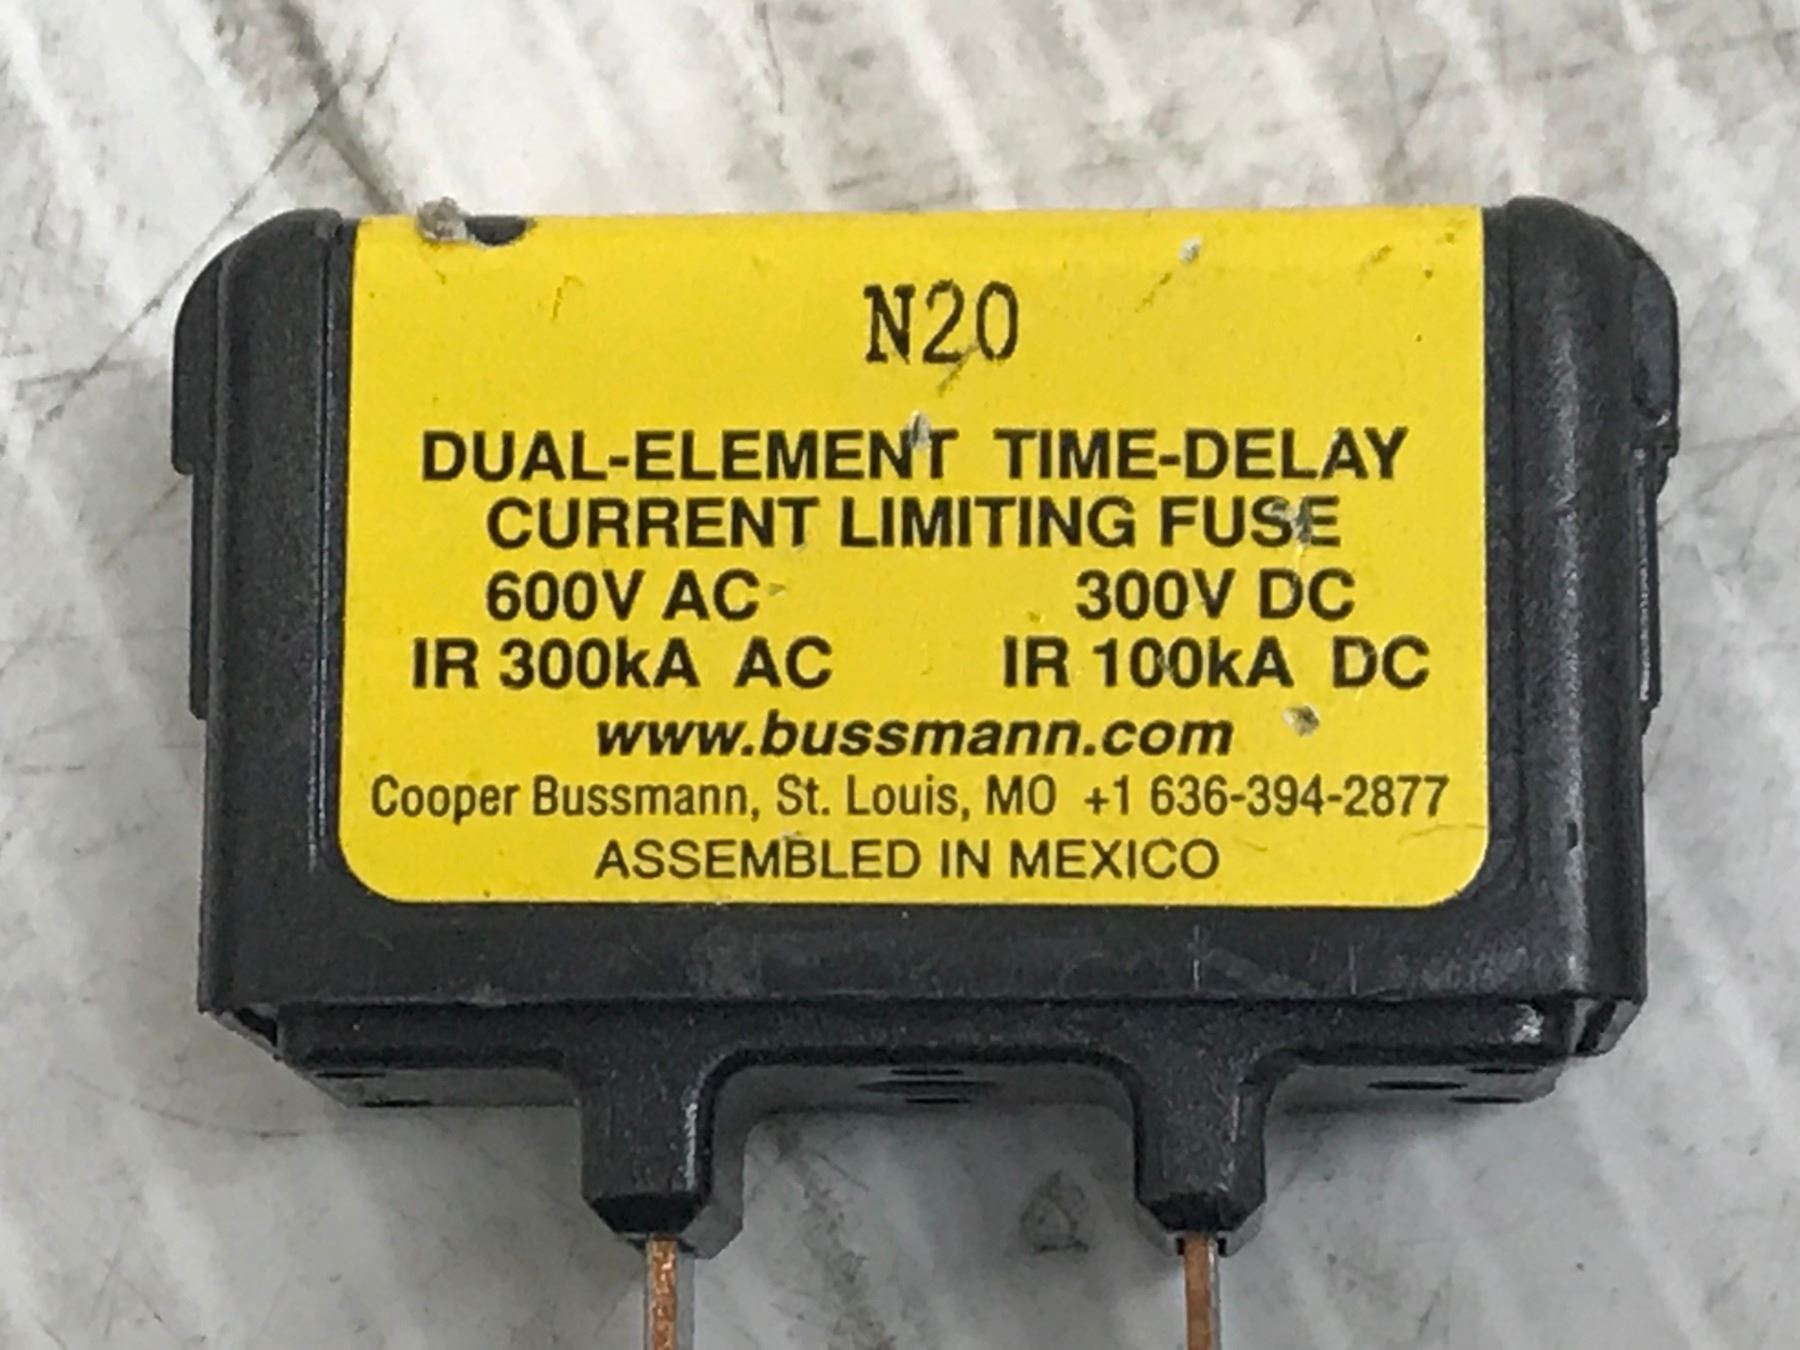 N20
DUAL-ELEMENT TIME-DELAY
CURRENT LIMITING FUSE
600V AC 300V DC
IR 300kA AC IR 100kA DC
www.bussmann.com
Cooper Bussmann, St. Louis, MO +1 636-394-2877
ASSEMBLED IN MEXICO